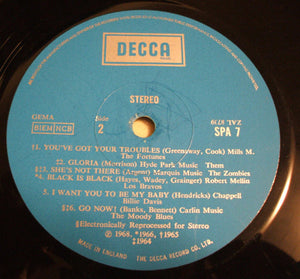 DECCA
STEREO
GEMA
BIEM NCB
Side
2
ZAL 8729
SPA 7
1. YOU'VE GOT YOUR TROUBLES (Greenaway, Cook) Mills M.
The Fortunes
‡2. GLORIA (Morrison) Hyde Park Music Them
§3. SHE'S NOT THERE (Argent) Marquis Music The Zombies
*4. BLACK IS BLACK (Hayes, Wadey, Grainger) Robert Mellin
Los Bravos
5. I WANT YOU TO BE MY BABY (Hendricks) Chappell
Billie Davis
‡§6. GO NOW! (Banks, Bennett) Carlin Music
The Moody Blues
§Electronically Reprocessed for Stereo
℗ 1968, *1966, †1965
‡1964
MADE IN ENGLAND
THE DECCA RECORD CO. LTD.